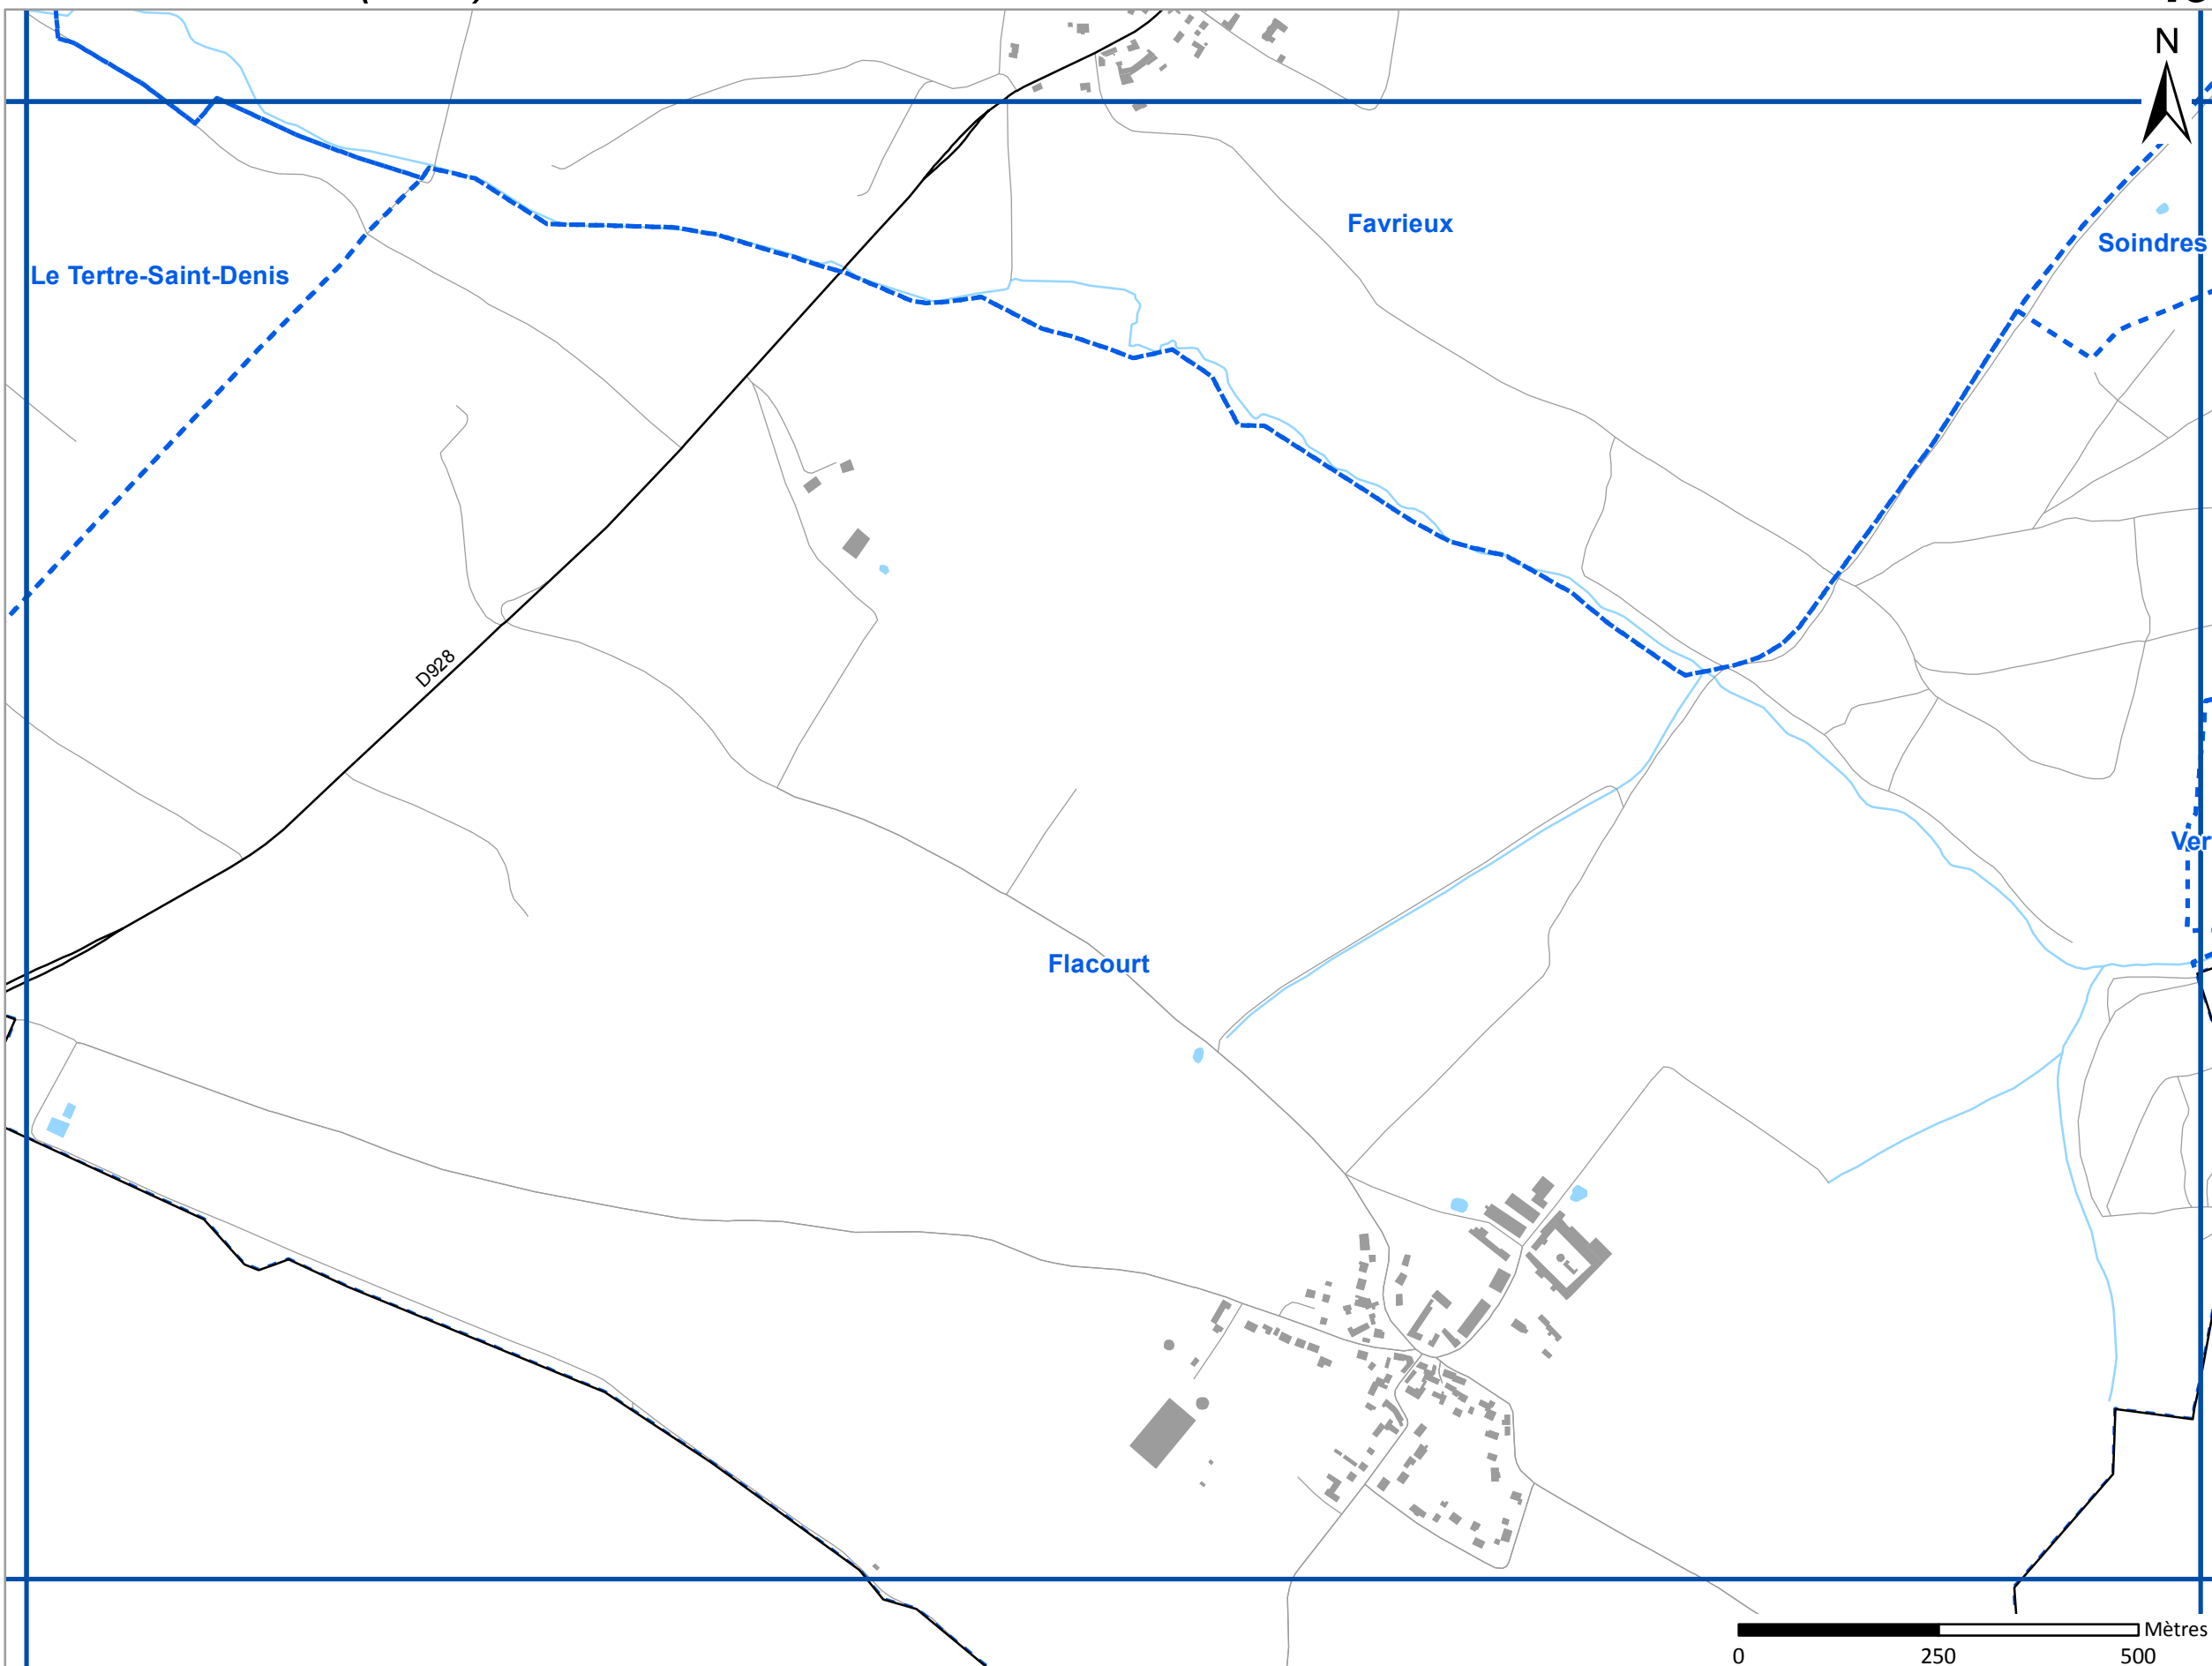 N
Favrieux
Soindres
Le Tertre-Saint-Denis
D928
Ver
Flacourt
Mètres
0 250 500